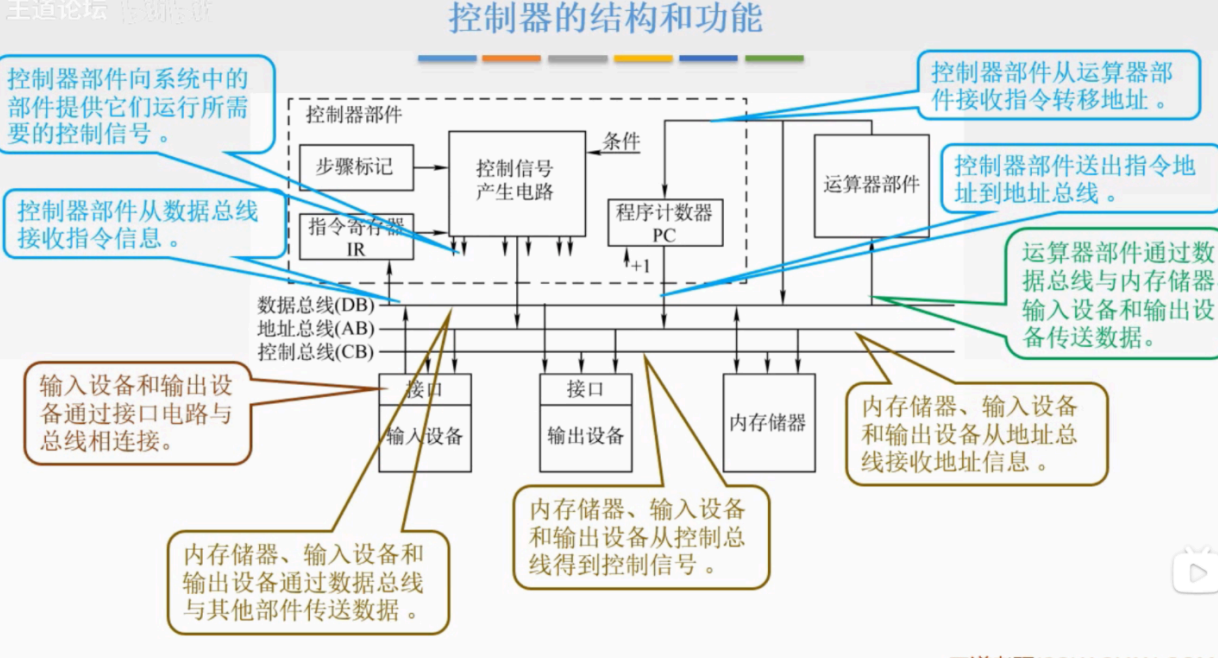 王道论坛
控制器的结构和功能
控制器部件向系统中的
部件提供它们运行所需
要的控制信号。
控制器部件从数据总线
接收指令信息。
控制器部件
步骤标记
指令寄存器
IR
控制信号
产生电路
条件
程序计数器
PC
+1
运算器部件
控制器部件从运算器部
件接收指令转移地址。
控制器部件送出指令地
址到地址总线。
运算器部件通过数
据总线与内存储器
输入设备和输出设
备传送数据。
数据总线(DB)
地址总线(AB)
控制总线(CB)
输入设备和输出设
备通过接口电路与
总线相连接。
接口
输入设备
接口
输出设备
内存储器
内存储器、输入设备
和输出设备从地址总
线接收地址信息。
内存储器、输入设备
和输出设备从控制总
线得到控制信号。
内存储器、输入设备和
输出设备通过数据总线
与其他部件传送数据。